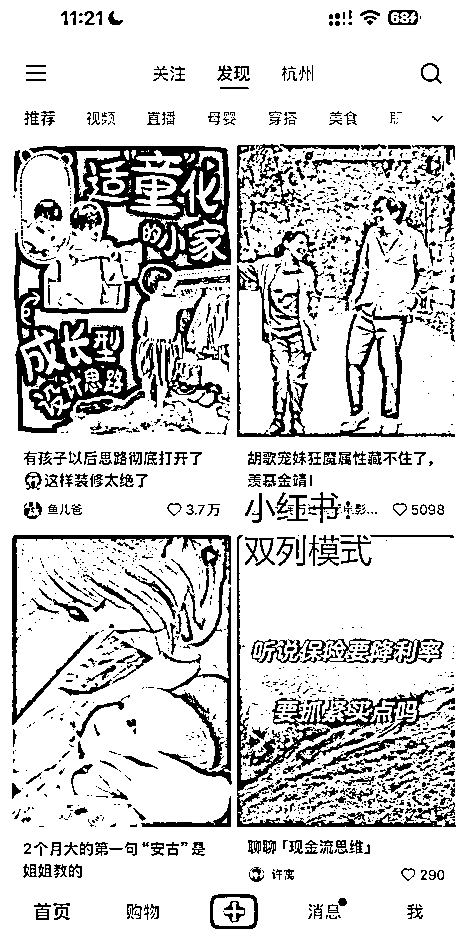 11:21
68
关注 发现 杭州
推荐 视频 直播 母婴 穿搭 美食
适"童"化
的小家
成长型
设计思路
有孩子以后思路彻底打开了
这样装修太绝了
鱼儿爸 3.7万
胡歌宠妹狂魔属性藏不住了，
羡慕金靖！
5098
小红书：
双列模式
听说保险要降利率
要抓紧买点吗
2个月大的第一句“安古”是
姐姐教的
聊聊「现金流思维」
许寓 290
首页 购物 消息 我